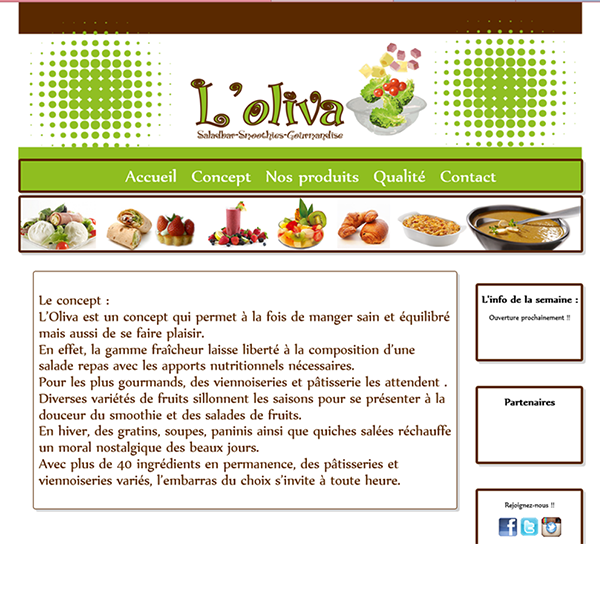 L'oliva
Saladbar-Smoothies-Gourmandise
Accueil Concept Nos produits Qualité Contact
Le concept :
L'Oliva est un concept qui permet à la fois de manger sain et équilibré
mais aussi de se faire plaisir.
En effet, la gamme fraîcheur laisse liberté à la composition d'une
salade repas avec les apports nutritionnels nécessaires.
Pour les plus gourmands, des viennoiseries et pâtisserie les attendent .
Diverses variétés de fruits sillonnent les saisons pour se présenter à la
douceur du smoothie et des salades de fruits.
En hiver, des gratins, soupes, paninis ainsi que quiches salées réchauffe
un moral nostalgique des beaux jours.
Avec plus de 40 ingrédients en permanence, des pâtisseries et
viennoiseries variés, l'embarras du choix s'invite à toute heure.
L'info de la semaine :
Ouverture prochainement !!
Partenaires
Rejoignez-nous !!